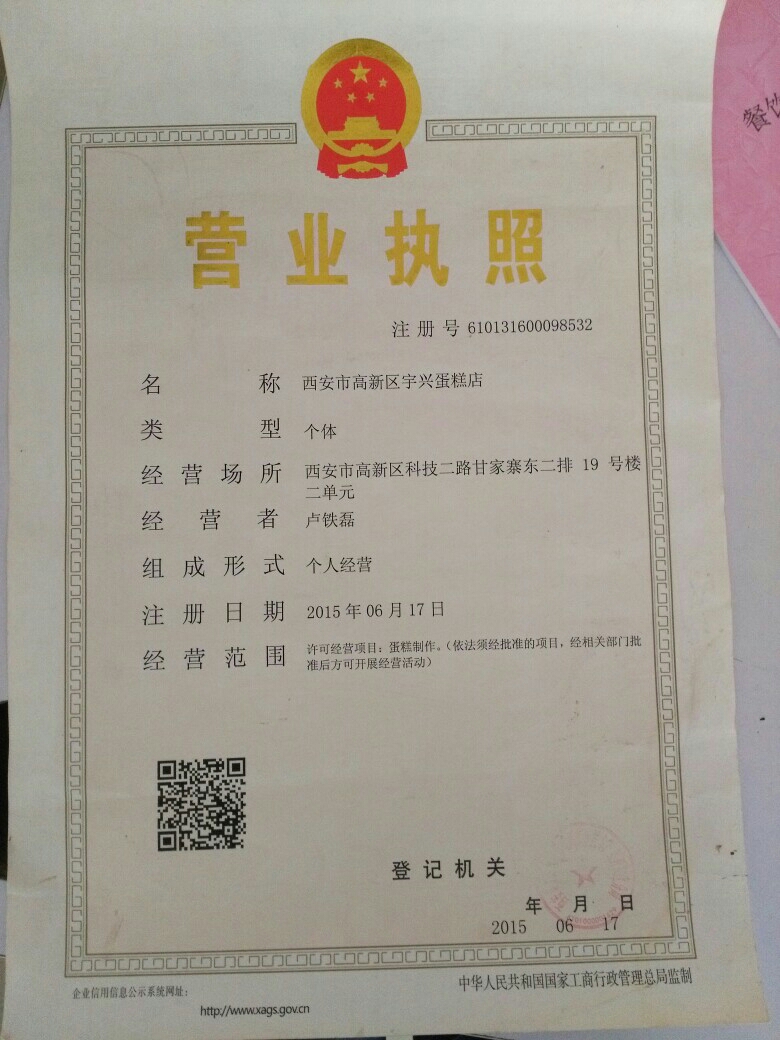 餐饮
营业执照
注册号 610131600098532
名称 西安市高新区宇兴蛋糕店
类型 个体
经营场所 西安市高新区科技二路甘家寨东二排 19 号楼
二单元
经营者 卢铁磊
组成形式 个人经营
注册日期 2015 年 06 月 17 日
经营范围 许可经营项目：蛋糕制作。（依法须经批准的项目，经相关部门批
准后方可开展经营活动）
登记机关
年 月 日
2015 06 17
企业信用信息公示系统网址：
http://www.xags.gov.cn
中华人民共和国国家工商行政管理总局监制